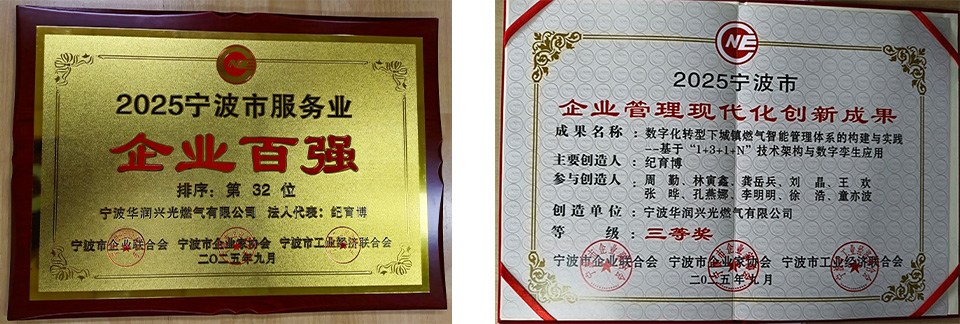 NE
2025宁波市服务业
企业百强
排序：第 32 位
宁波华润兴光燃气有限公司 法人代表：纪育博
宁波市企业联合会 宁波市企业家协会 宁波市工业经济联合会
二〇二五年九月
NE
2025宁波市
企业管理现代化创新成果
成果名称：数字化转型下城镇燃气智能管理体系的构建与实践
--基于“1+3+1+N”技术架构与数字孪生应用
主要创造人：纪育博
参与创造人：周 勤、林寅鑫、龚岳兵、刘 晶、王 欢
张 晔、孔燕娜、李明明、徐 浩、童亦波
创造单位：宁波华润兴光燃气有限公司
等 级：三等奖
宁波市企业联合会 宁波市企业家协会 宁波市工业经济联合会
二〇二五年九月